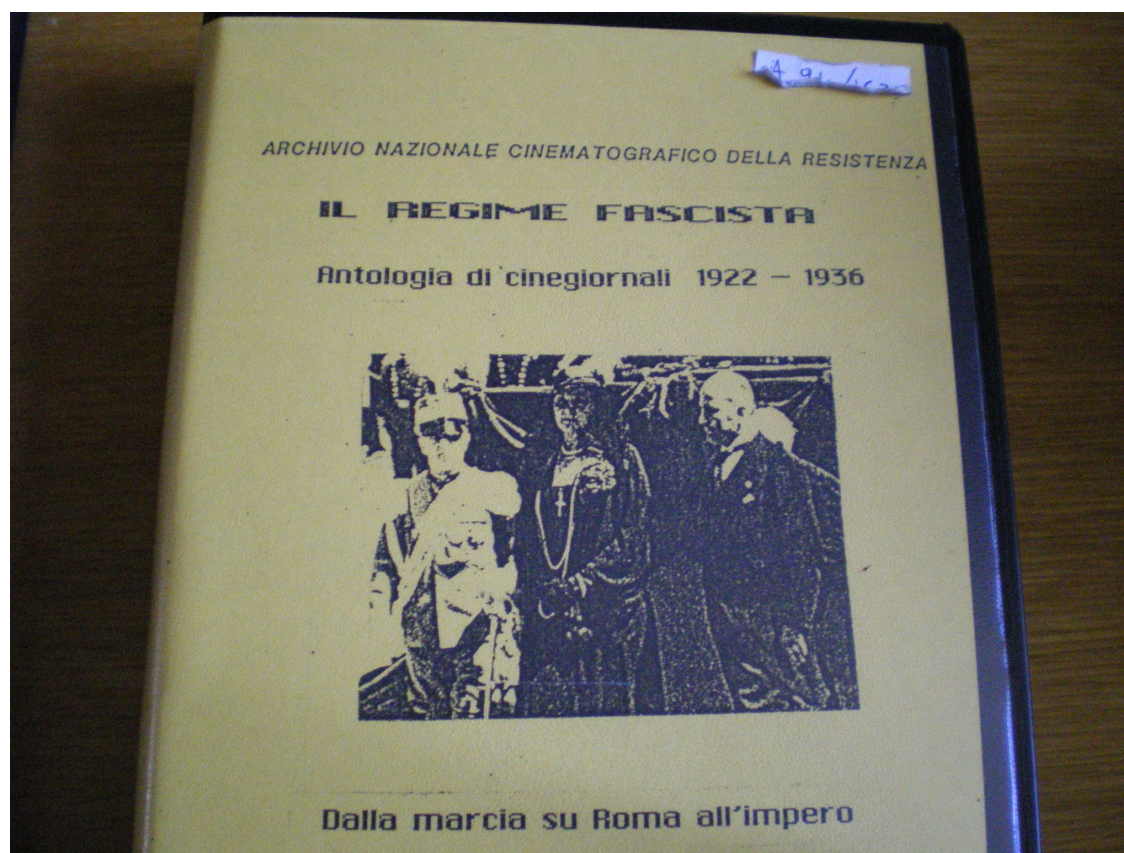 ARCHIVIO NAZIONALE CINEMATOGRAFICO DELLA RESISTENZA
IL REGIME FASCISTA
Antologia di cinegiornali 1922 – 1936
Dalla marcia su Roma all'impero